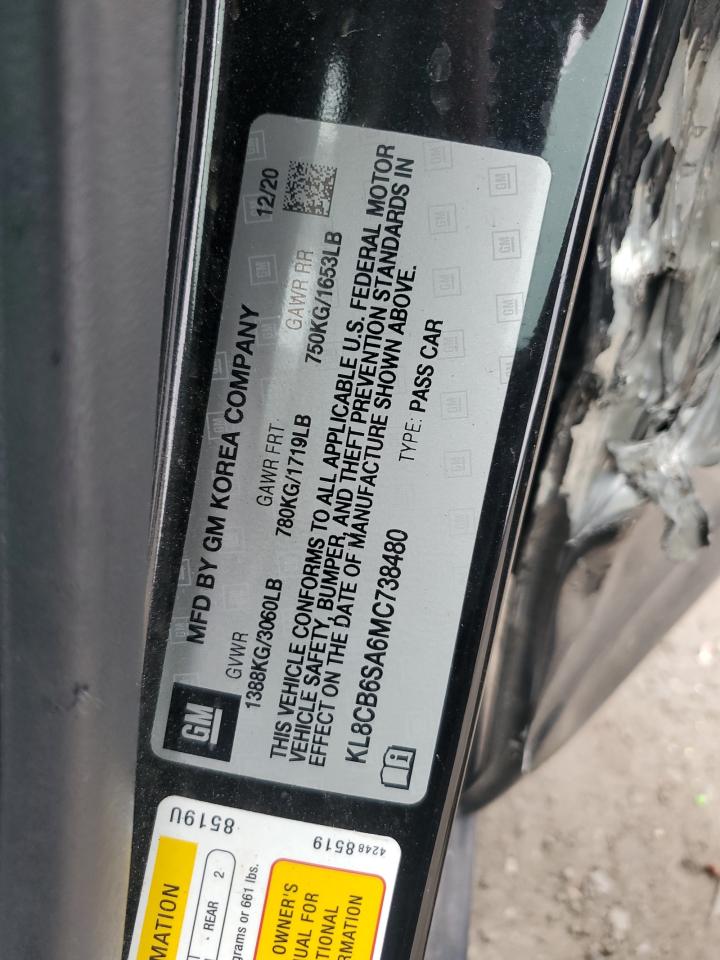 GM
MFD BY GM KOREA COMPANY
12/20
GVWR GAWR FRT GAWR RR
1388KG/3060LB 780KG/1719LB 750KG/1653LB
THIS VEHICLE CONFORMS TO ALL APPLICABLE U.S. FEDERAL MOTOR
VEHICLE SAFETY, BUMPER, AND THEFT PREVENTION STANDARDS IN
EFFECT ON THE DATE OF MANUFACTURE SHOWN ABOVE.
KL8CB6SA6MC738480 TYPE: PASS CAR
8519U
42488519
MATION
REAR 2
grams or 661 lbs.
OWNER'S
UAL FOR
TIONAL
RMATION